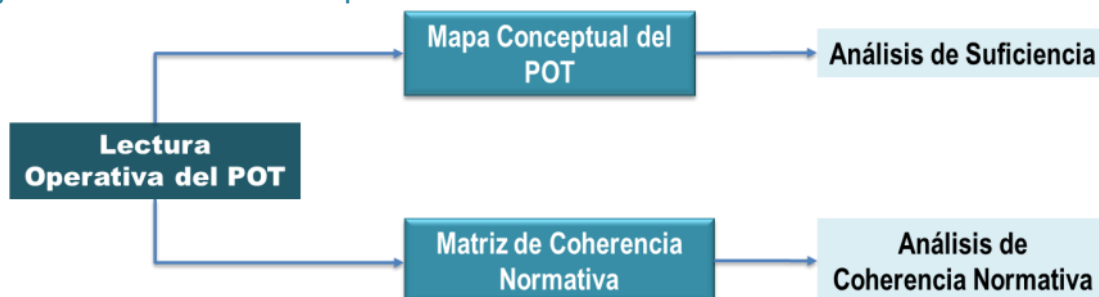 Mapa Conceptual del
POT
Análisis de Suficiencia
Lectura
Operativa del POT
Matriz de Coherencia
Normativa
Análisis de
Coherencia Normativa